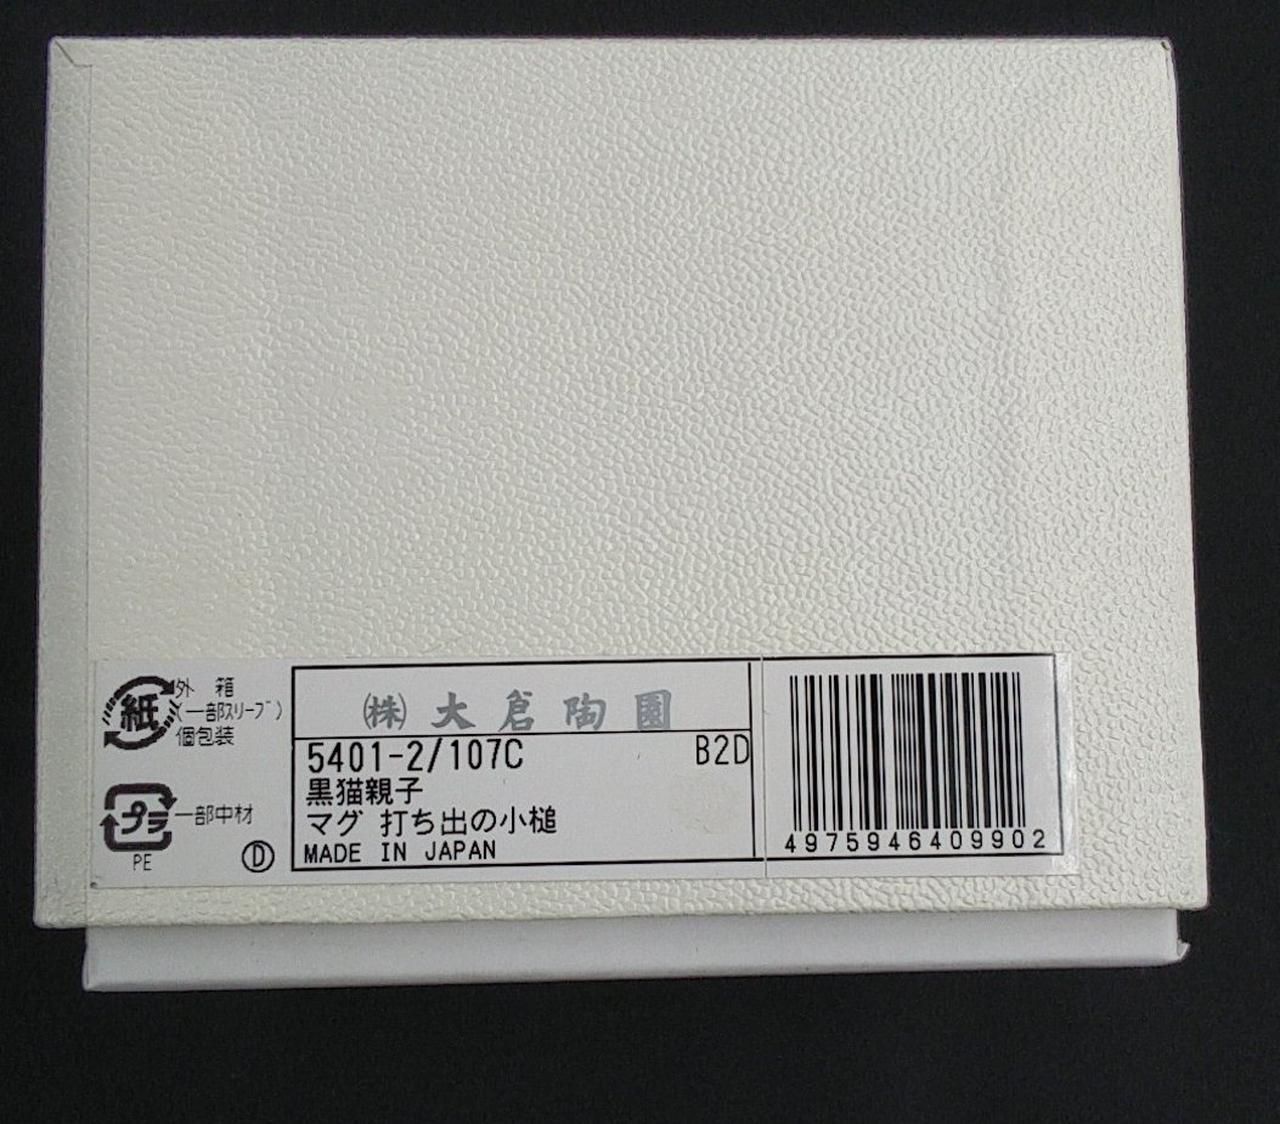 紙
外 箱
(一部ｽﾘｰﾌﾞ)
個包装
プラ
一部中材
PE
Ⓓ
㈱ 大倉陶園
5401-2/107C B2D
黒猫親子
マグ 打ち出の小槌
MADE IN JAPAN
4975946409902